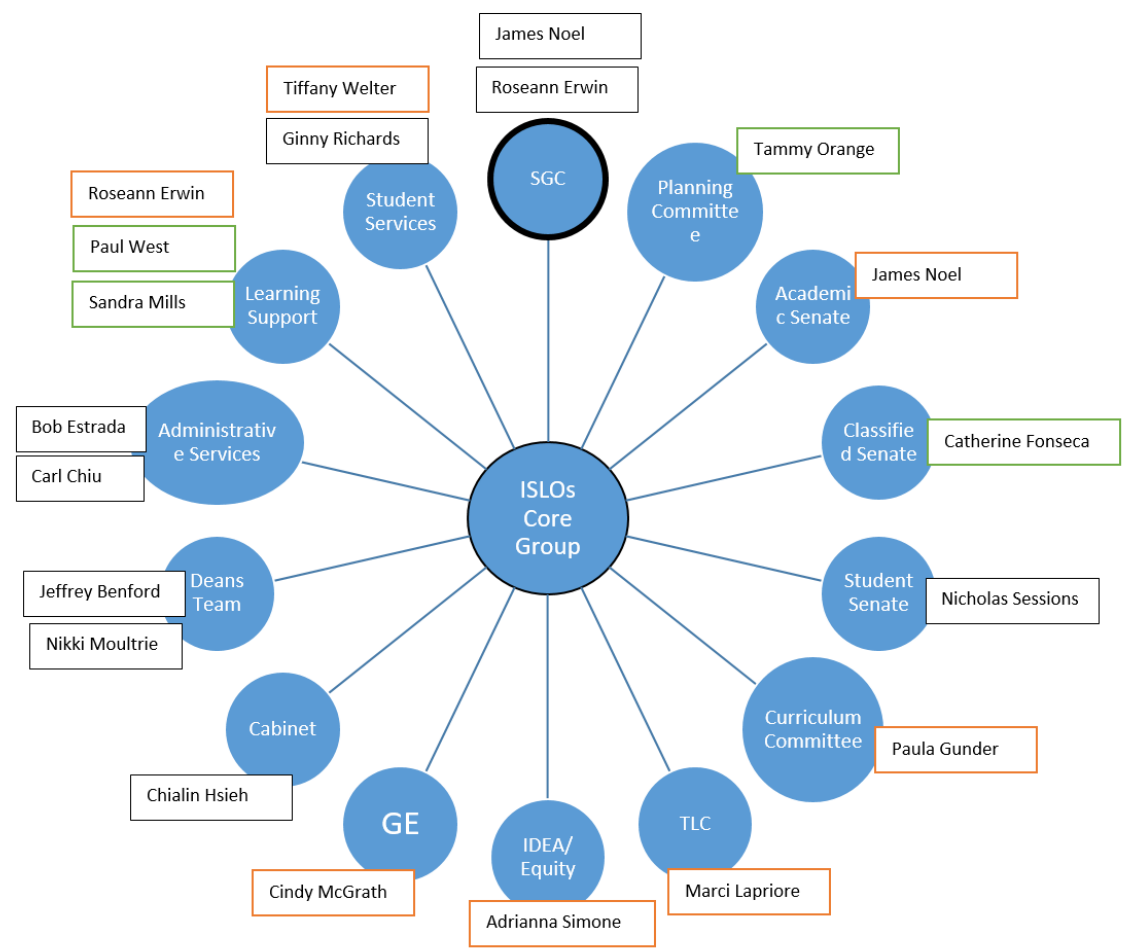 James Noel
Roseann Erwin
SGC
Tammy Orange
Planning
Committe
e
James Noel
Academi
c Senate
Catherine Fonseca
Classifie
d Senate
Nicholas Sessions
Student
Senate
Paula Gunder
Curriculum
Committee
TLC
Marci Lapriore
IDEA/
Equity
Adrianna Simone
GE
Cindy McGrath
Cabinet
Chialin Hsieh
Jeffrey Benford
Nikki Moultrie
Deans
Team
Bob Estrada
Carl Chiu
Administrativ
e Services
Roseann Erwin
Paul West
Sandra Mills
Learning
Support
Tiffany Welter
Ginny Richards
Student
Services
ISLOs
Core
Group